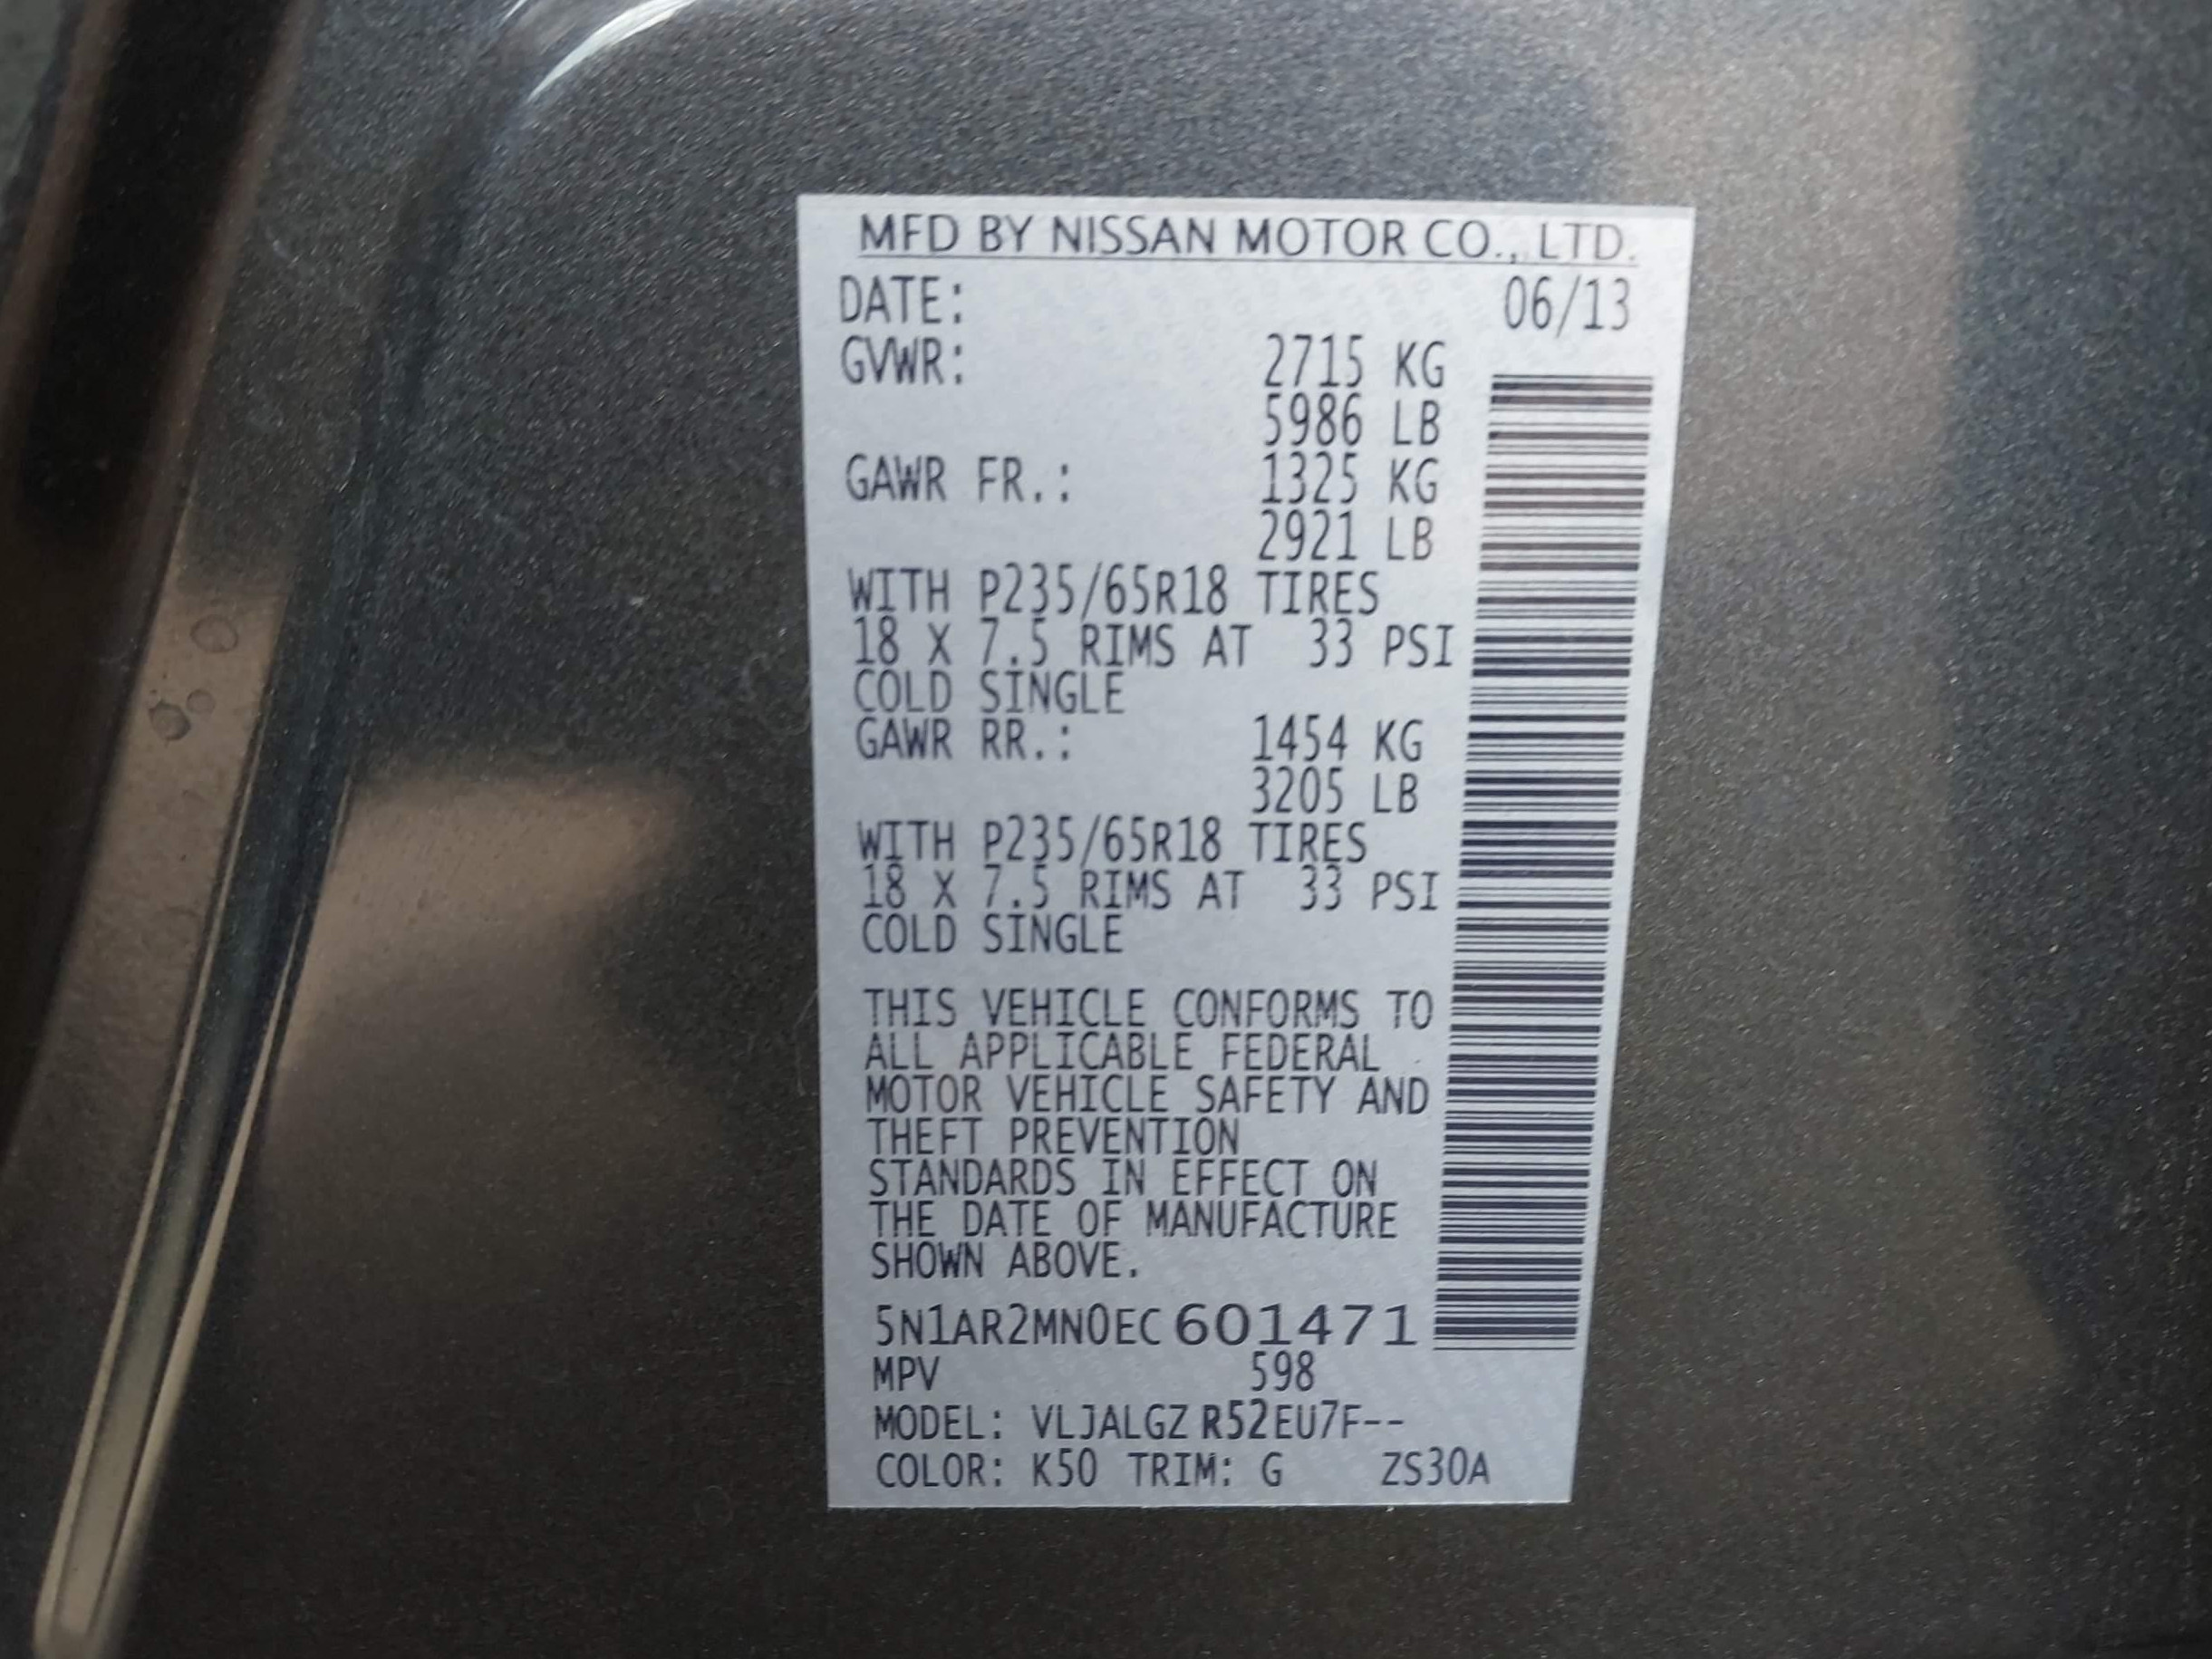 MFD BY NISSAN MOTOR CO., LTD.
DATE: 06/13
GVWR: 2715 KG
5986 LB
GAWR FR.: 1325 KG
2921 LB
WITH P235/65R18 TIRES
18 X 7.5 RIMS AT 33 PSI
COLD SINGLE
GAWR RR.: 1454 KG
3205 LB
WITH P235/65R18 TIRES
18 X 7.5 RIMS AT 33 PSI
COLD SINGLE
THIS VEHICLE CONFORMS TO
ALL APPLICABLE FEDERAL
MOTOR VEHICLE SAFETY AND
THEFT PREVENTION
STANDARDS IN EFFECT ON
THE DATE OF MANUFACTURE
SHOWN ABOVE.
5N1AR2MN0EC601471
MPV 598
MODEL: VLJALGZ R52EU7F--
COLOR: K50 TRIM: G ZS30A